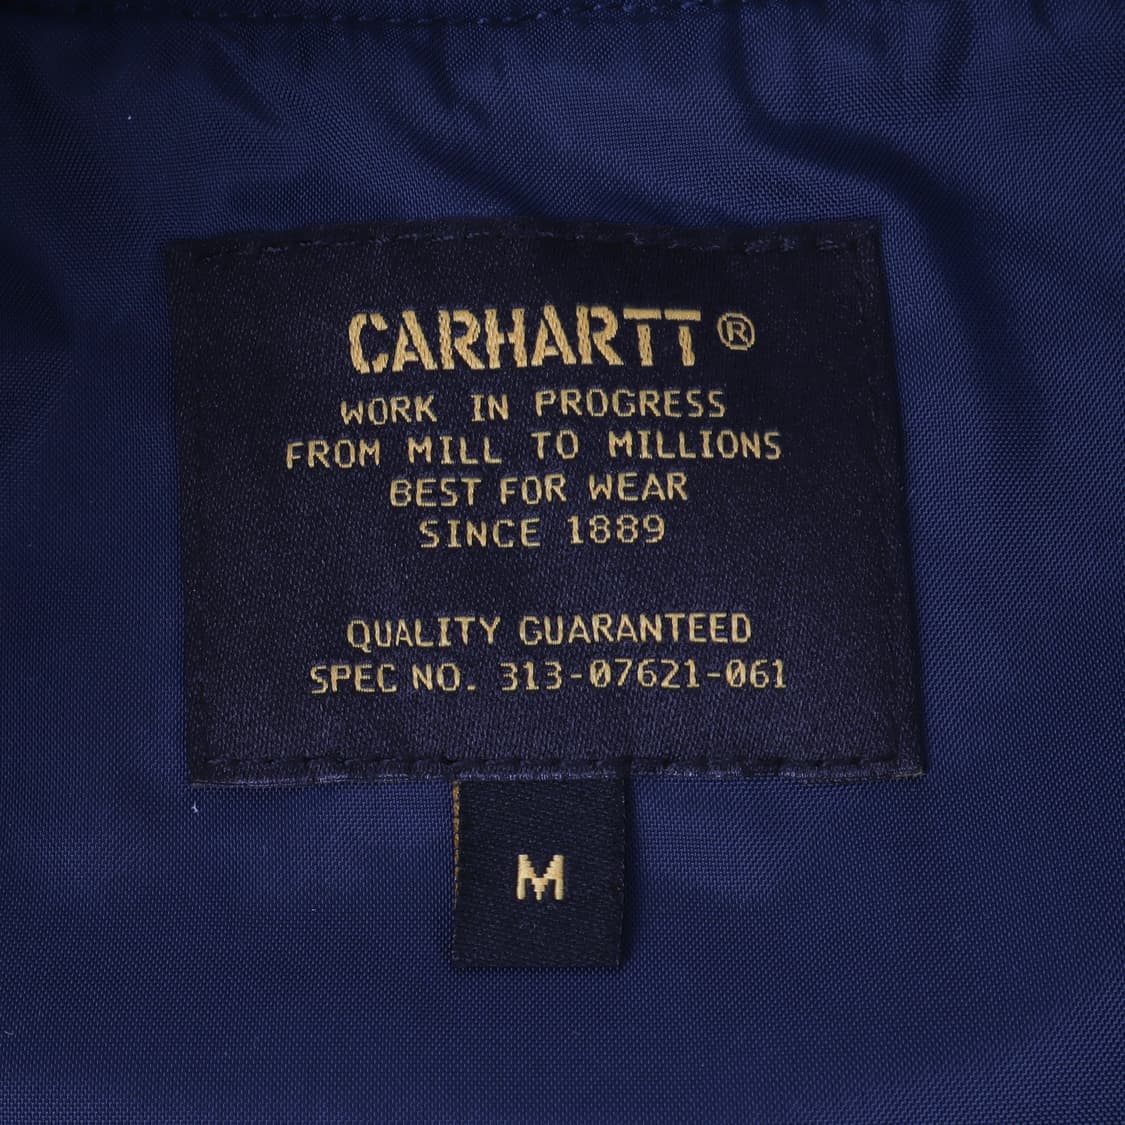 CARHARTT®
WORK IN PROGRESS
FROM MILL TO MILLIONS
BEST FOR WEAR
SINCE 1889
QUALITY GUARANTEED
SPEC NO. 313-07621-061
M